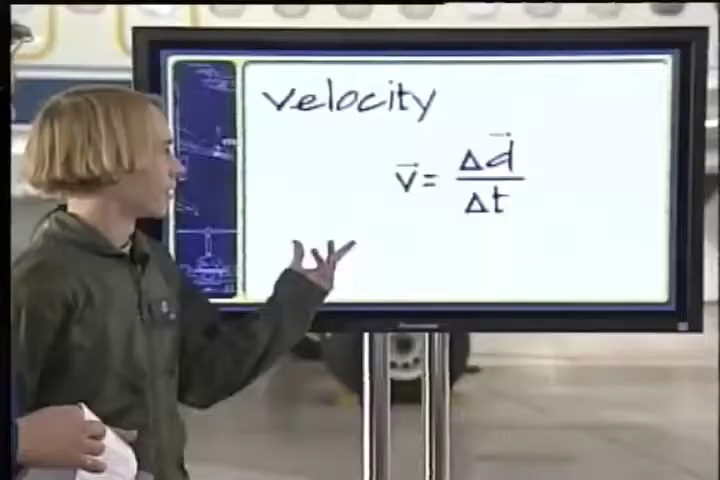 Velocity
v⃗ = Δd⃗ / Δt